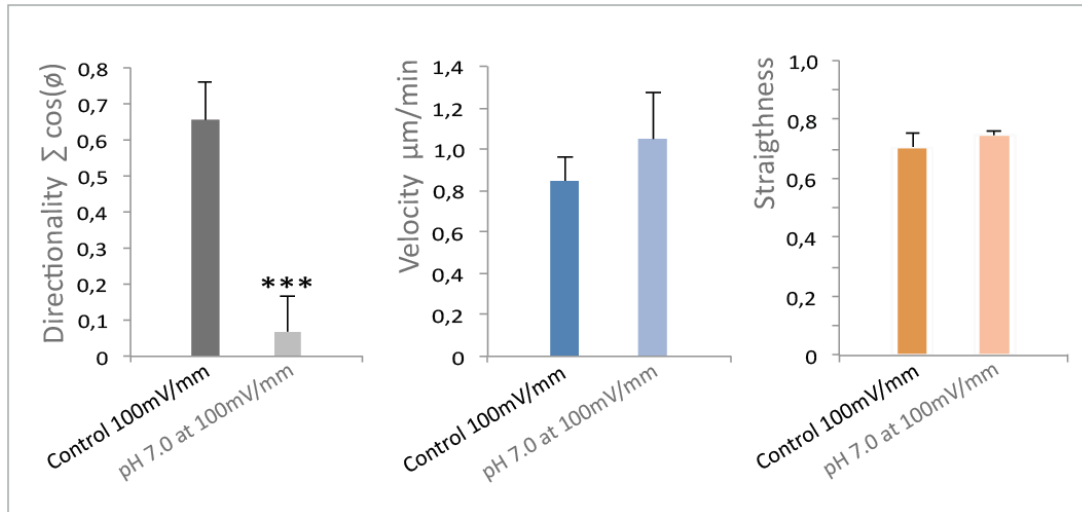 Directionality ∑ cos(ø)
0,8
0,7
0,6
0,5
0,4
0,3
0,2
0,1
0
***
Control 100mV/mm
pH 7.0 at 100mV/mm
Velocity µm/min
1,4
1,2
1,0
0,8
0,6
0,4
0,2
0
Control 100mV/mm
pH 7.0 at 100mV/mm
Straigthness
1,0
0,8
0,6
0,4
0,2
0
Control 100mV/mm
pH 7.0 at 100mV/mm